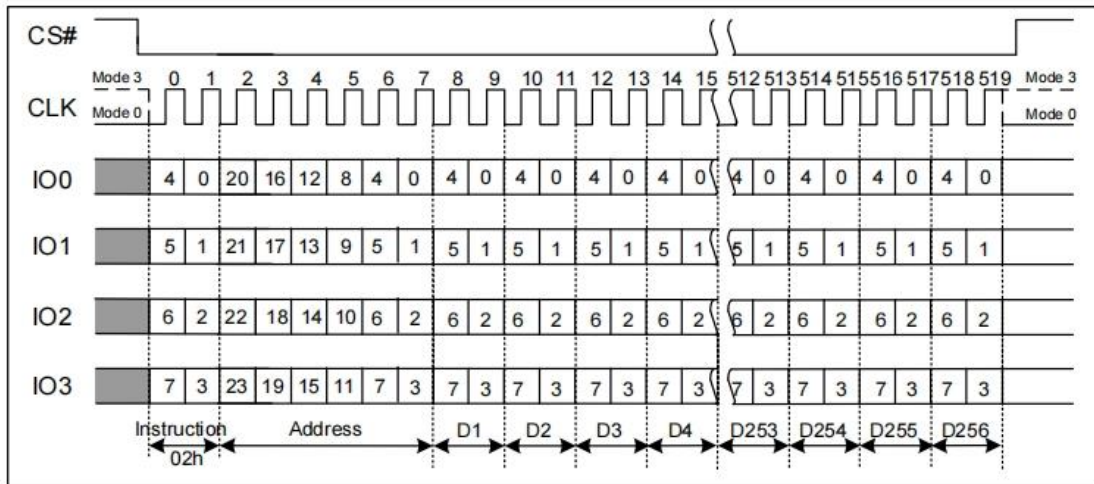 CS#
Mode 3 0 1 2 3 4 5 6 7 8 9 10 11 12 13 14 15 512 513 514 515 516 517 518 519 Mode 3
CLK
Mode 0 Mode 0
IO0 4 0 20 16 12 8 4 0 4 0 4 0 4 0 4 0 4 0 4 0 4 0 4 0
IO1 5 1 21 17 13 9 5 1 5 1 5 1 5 1 5 1 5 1 5 1 5 1 5 1
IO2 6 2 22 18 14 10 6 2 6 2 6 2 6 2 6 2 6 2 6 2 6 2 6 2
IO3 7 3 23 19 15 11 7 3 7 3 7 3 7 3 7 3 7 3 7 3 7 3 7 3
Instruction Address D1 D2 D3 D4 D253 D254 D255 D256
02h